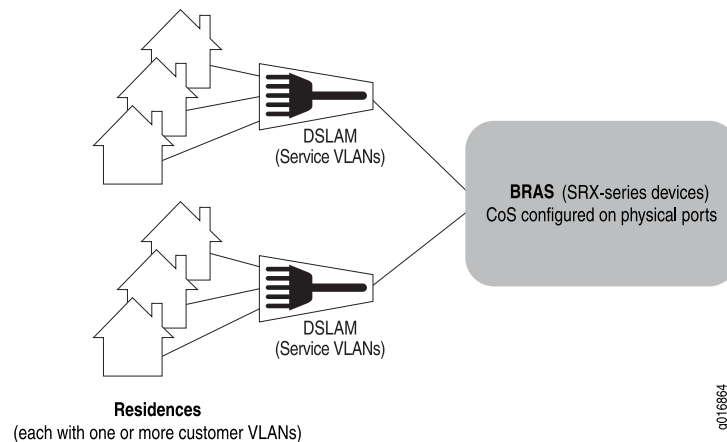 DSLAM
(Service VLANs)
BRAS (SRX-series devices)
CoS configured on physical ports
DSLAM
(Service VLANs)
Residences
(each with one or more customer VLANs)
g016864